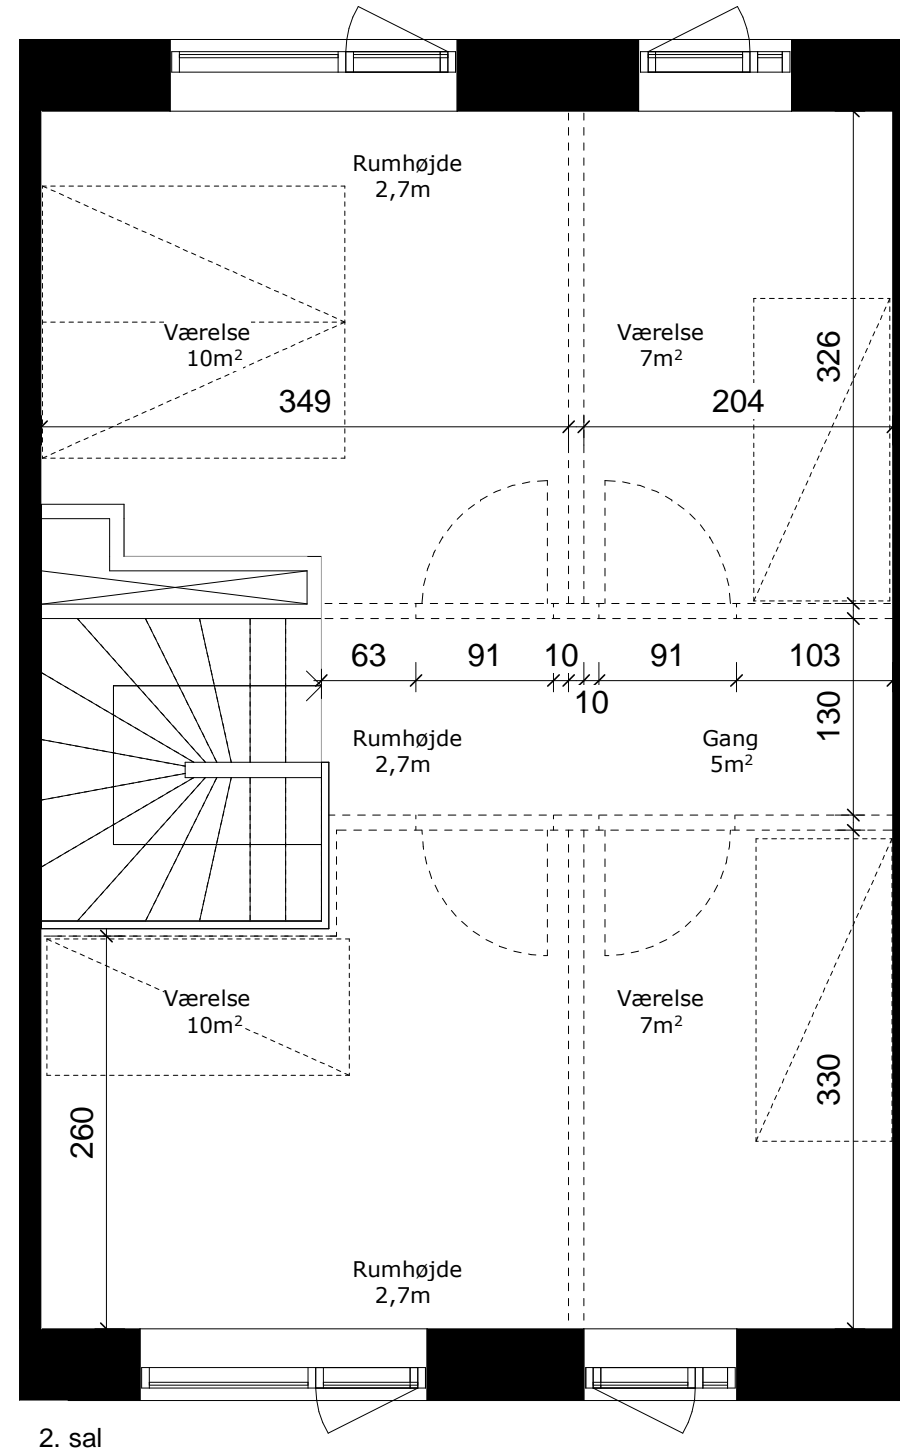 Rumhøjde
2,7m
Værelse
10m²
Værelse
7m²
326
349
204
63
91
10
91
103
10
130
Rumhøjde
2,7m
Gang
5m²
Værelse
10m²
Værelse
7m²
330
260
Rumhøjde
2,7m
2. sal